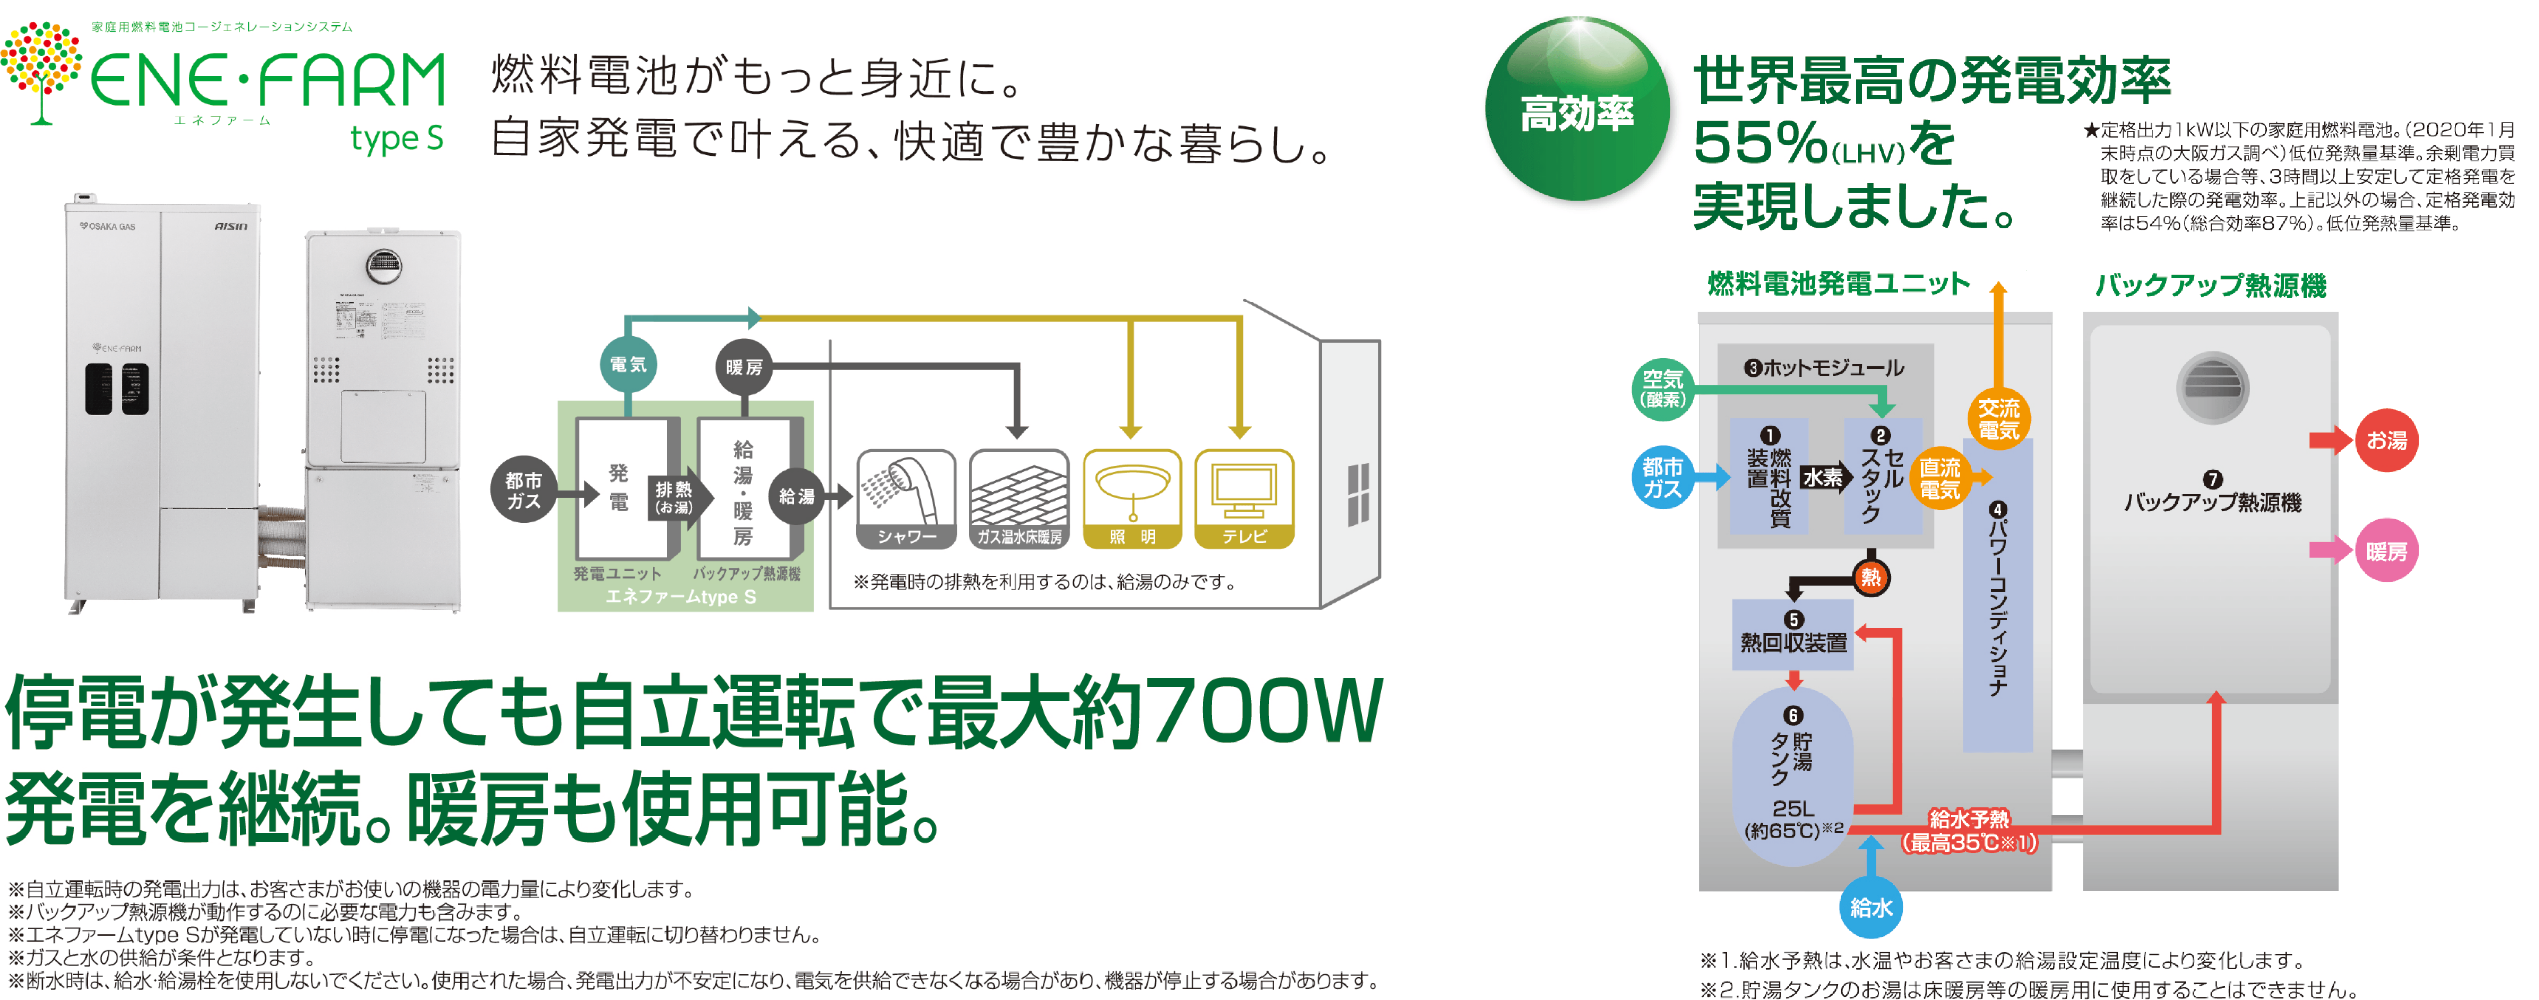 家庭用燃料電池コージェネレーションシステム
ENE・FARM
エネファーム
type S
燃料電池がもっと身近に。
自家発電で叶える、快適で豊かな暮らし。
OSAKA GAS
AISIN
ENE・FARM
電気
暖房
都市
ガス
発電
排熱
(お湯)
給湯・暖房
給湯
発電ユニット
バックアップ熱源機
エネファームtype S
シャワー
ガス温水床暖房
照 明
テレビ
※発電時の排熱を利用するのは、給湯のみです。
停電が発生しても自立運転で最大約700W
発電を継続。暖房も使用可能。
※自立運転時の発電出力は、お客さまがお使いの機器の電力量により変化します。
※バックアップ熱源機が動作するのに必要な電力も含みます。
※エネファームtype Sが発電していない時に停電になった場合は、自立運転に切り替わりません。
※ガスと水の供給が条件となります。
※断水時は、給水・給湯栓を使用しないでください。使用された場合、発電出力が不安定になり、電気を供給できなくなる場合があり、機器が停止する場合があります。
高効率
世界最高の発電効率
55%(LHV)を
実現しました。
★定格出力1kW以下の家庭用燃料電池。(2020年1月
末時点の大阪ガス調べ)低位発熱量基準。余剰電力買
取をしている場合等、3時間以上安定して定格発電を
継続した際の発電効率。上記以外の場合、定格発電効
率は54%(総合効率87%)。低位発熱量基準。
燃料電池発電ユニット
バックアップ熱源機
❸ホットモジュール
空気
(酸素)
都市
ガス
❶
燃料改質
装置
水素
❷
セル
スタック
直流
電気
交流
電気
❹
パワーコンディショナ
熱
❺
熱回収装置
❻
貯湯
タンク
25L
(約65℃)※2
給水予熱
(最高35℃※1)
給水
❼
バックアップ熱源機
お湯
暖房
※1.給水予熱は、水温やお客さまの給湯設定温度により変化します。
※2.貯湯タンクのお湯は床暖房等の暖房用に使用することはできません。